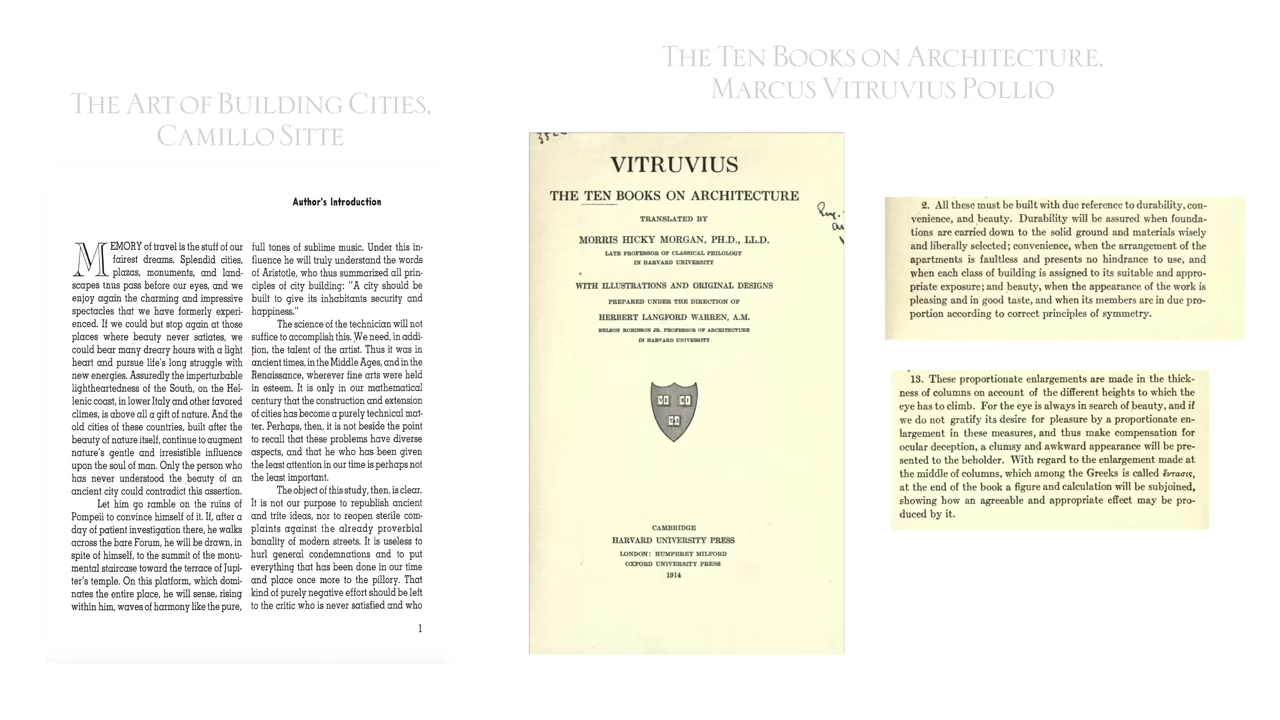 THE ART OF BUILDING CITIES,
CAMILLO SITTE
Author's Introduction
MEMORY of travel is the stuff of our
fairest dreams. Splendid cities,
plazas, monuments, and land-
scapes thus pass before our eyes, and we
enjoy again the charming and impressive
spectacles that we have formerly experi-
enced. If we could but stop again at those
places where beauty never satiates, we
could bear many dreary hours with a light
heart and pursue life's long struggle with
new energies. Assuredly the imperturbable
lightheartedness of the South, on the Hel-
lenic coast, in lower Italy and other favored
climes, is above all a gift of nature. And the
old cities of these countries, built after the
beauty of nature itself, continue to augment
nature's gentle and irresistible influence
upon the soul of man. Only the person who
has never understood the beauty of an
ancient city could contradict this assertion.
Let him go ramble on the ruins of
Pompeii to convince himself of it. If, after a
day of patient investigation there, he walks
across the bare Forum, he will be drawn, in
spite of himself, to the summit of the monu-
mental staircase toward the terrace of Jupi-
ter's temple. On this platform, which domi-
nates the entire place, he will sense, rising
within him, waves of harmony like the pure,
full tones of sublime music. Under this in-
fluence he will truly understand the words
of Aristotle, who thus summarized all prin-
ciples of city building: "A city should be
built to give its inhabitants security and
happiness."
The science of the technician will not
suffice to accomplish this. We need, in addi-
tion, the talent of the artist. Thus it was in
ancient times, in the Middle Ages, and in the
Renaissance, wherever fine arts were held
in esteem. It is only in our mathematical
century that the construction and extension
of cities has become a purely technical mat-
ter. Perhaps, then, it is not beside the point
to recall that these problems have diverse
aspects, and that he who has been given
the least attention in our time is perhaps not
the least important.
The object of this study, then, is clear.
It is not our purpose to republish ancient
and trite ideas, nor to reopen sterile com-
plaints against the already proverbial
banality of modern streets. It is useless to
hurl general condemnations and to put
everything that has been done in our time
and place once more to the pillory. That
kind of purely negative effort should be left
to the critic who is never satisfied and who
1
THE TEN BOOKS ON ARCHITECTURE,
MARCUS VITRUVIUS POLLIO
VITRUVIUS
THE TEN BOOKS ON ARCHITECTURE
TRANSLATED BY
MORRIS HICKY MORGAN, PH.D., LL.D.
LATE PROFESSOR OF CLASSICAL PHILOLOGY
IN HARVARD UNIVERSITY
WITH ILLUSTRATIONS AND ORIGINAL DESIGNS
PREPARED UNDER THE DIRECTION OF
HERBERT LANGFORD WARREN, A.M.
NELSON ROBINSON JR. PROFESSOR OF ARCHITECTURE
IN HARVARD UNIVERSITY
VE RI
TAS
CAMBRIDGE
HARVARD UNIVERSITY PRESS
LONDON: HUMPHREY MILFORD
OXFORD UNIVERSITY PRESS
1914
2. All these must be built with due reference to durability, con-
venience, and beauty. Durability will be assured when founda-
tions are carried down to the solid ground and materials wisely
and liberally selected; convenience, when the arrangement of the
apartments is faultless and presents no hindrance to use, and
when each class of building is assigned to its suitable and appro-
priate exposure; and beauty, when the appearance of the work is
pleasing and in good taste, and when its members are in due pro-
portion according to correct principles of symmetry.
13. These proportionate enlargements are made in the thick-
ness of columns on account of the different heights to which the
eye has to climb. For the eye is always in search of beauty, and if
we do not gratify its desire for pleasure by a proportionate en-
largement in these measures, and thus make compensation for
ocular deception, a clumsy and awkward appearance will be pre-
sented to the beholder. With regard to the enlargement made at
the middle of columns, which among the Greeks is called ἔντασις,
at the end of the book a figure and calculation will be subjoined,
showing how an agreeable and appropriate effect may be pro-
duced by it.